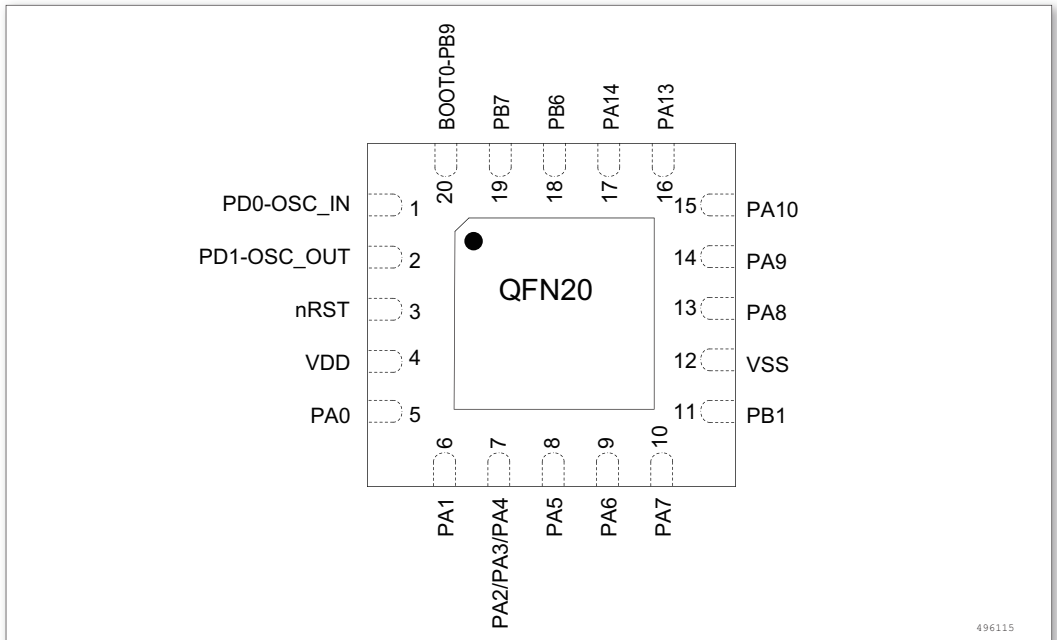 BOOT0-PB9
PB7
PB6
PA14
PA13
20
19
18
17
16
PD0-OSC_IN
1
15
PA10
PD1-OSC_OUT
2
14
PA9
QFN20
nRST
3
13
PA8
VDD
4
12
VSS
PA0
5
11
PB1
6
7
8
9
10
PA1
PA2/PA3/PA4
PA5
PA6
PA7
496115